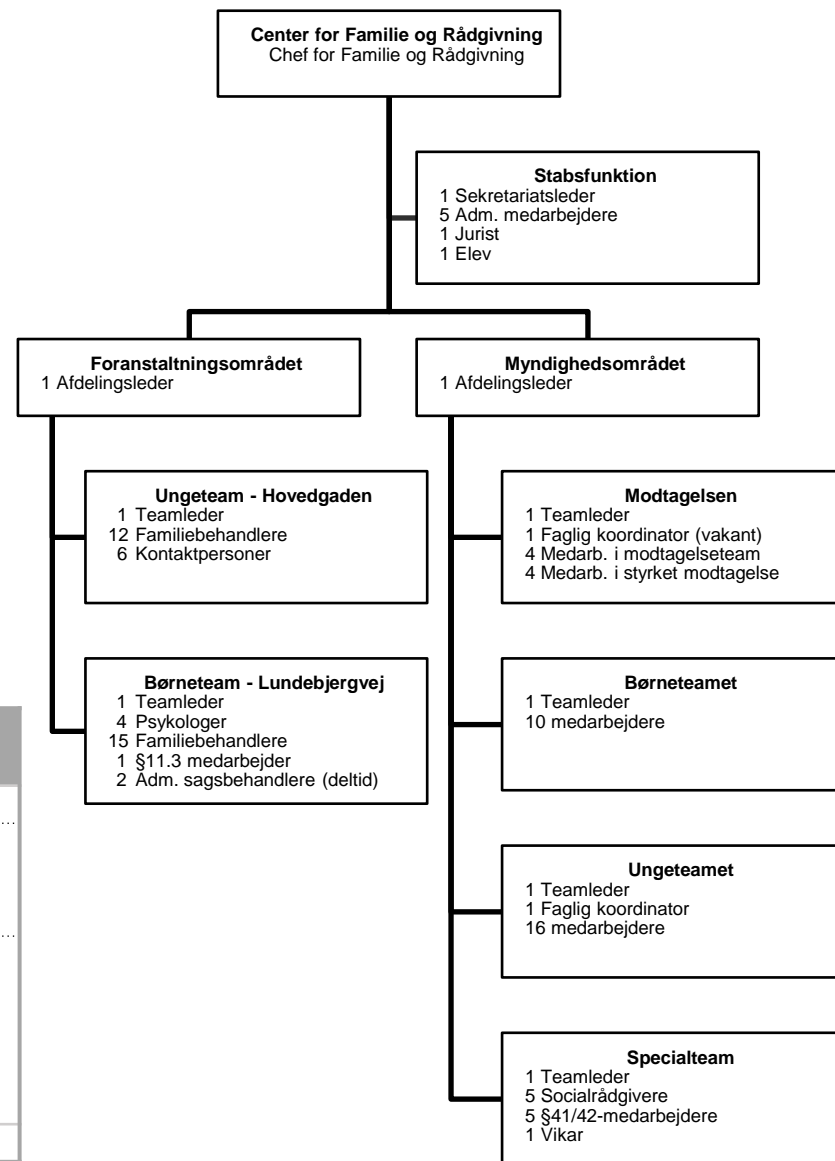 Center for Familie og Rådgivning
Chef for Familie og Rådgivning
Stabsfunktion
1 Sekretariatsleder
5 Adm. medarbejdere
1 Jurist
1 Elev
Foranstaltningsområdet
1 Afdelingsleder
Myndighedsområdet
1 Afdelingsleder
Ungeteam - Hovedgaden
1 Teamleder
12 Familiebehandlere
6 Kontaktpersoner
Børneteam - Lundebjergvej
1 Teamleder
4 Psykologer
15 Familiebehandlere
1 §11.3 medarbejder
2 Adm. sagsbehandlere (deltid)
Modtagelsen
1 Teamleder
1 Faglig koordinator (vakant)
4 Medarb. i modtagelseteam
4 Medarb. i styrket modtagelse
Børneteamet
1 Teamleder
10 medarbejdere
Ungeteamet
1 Teamleder
1 Faglig koordinator
16 medarbejdere
Specialteam
1 Teamleder
5 Socialrådgivere
5 §41/42-medarbejdere
1 Vikar